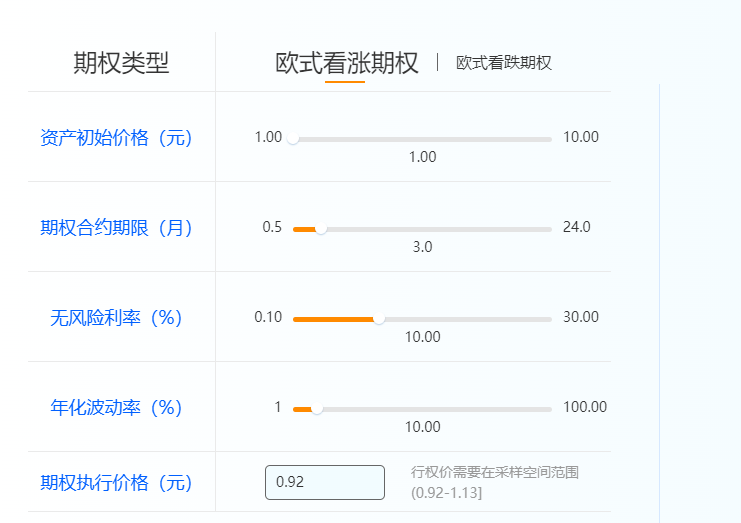 期权类型
欧式看涨期权 | 欧式看跌期权
资产初始价格（元）
1.00 10.00
1.00
期权合约期限（月）
0.5 24.0
3.0
无风险利率（%）
0.10 30.00
10.00
年化波动率（%）
1 100.00
10.00
期权执行价格（元）
0.92
行权价需要在采样空间范围
(0.92-1.13]